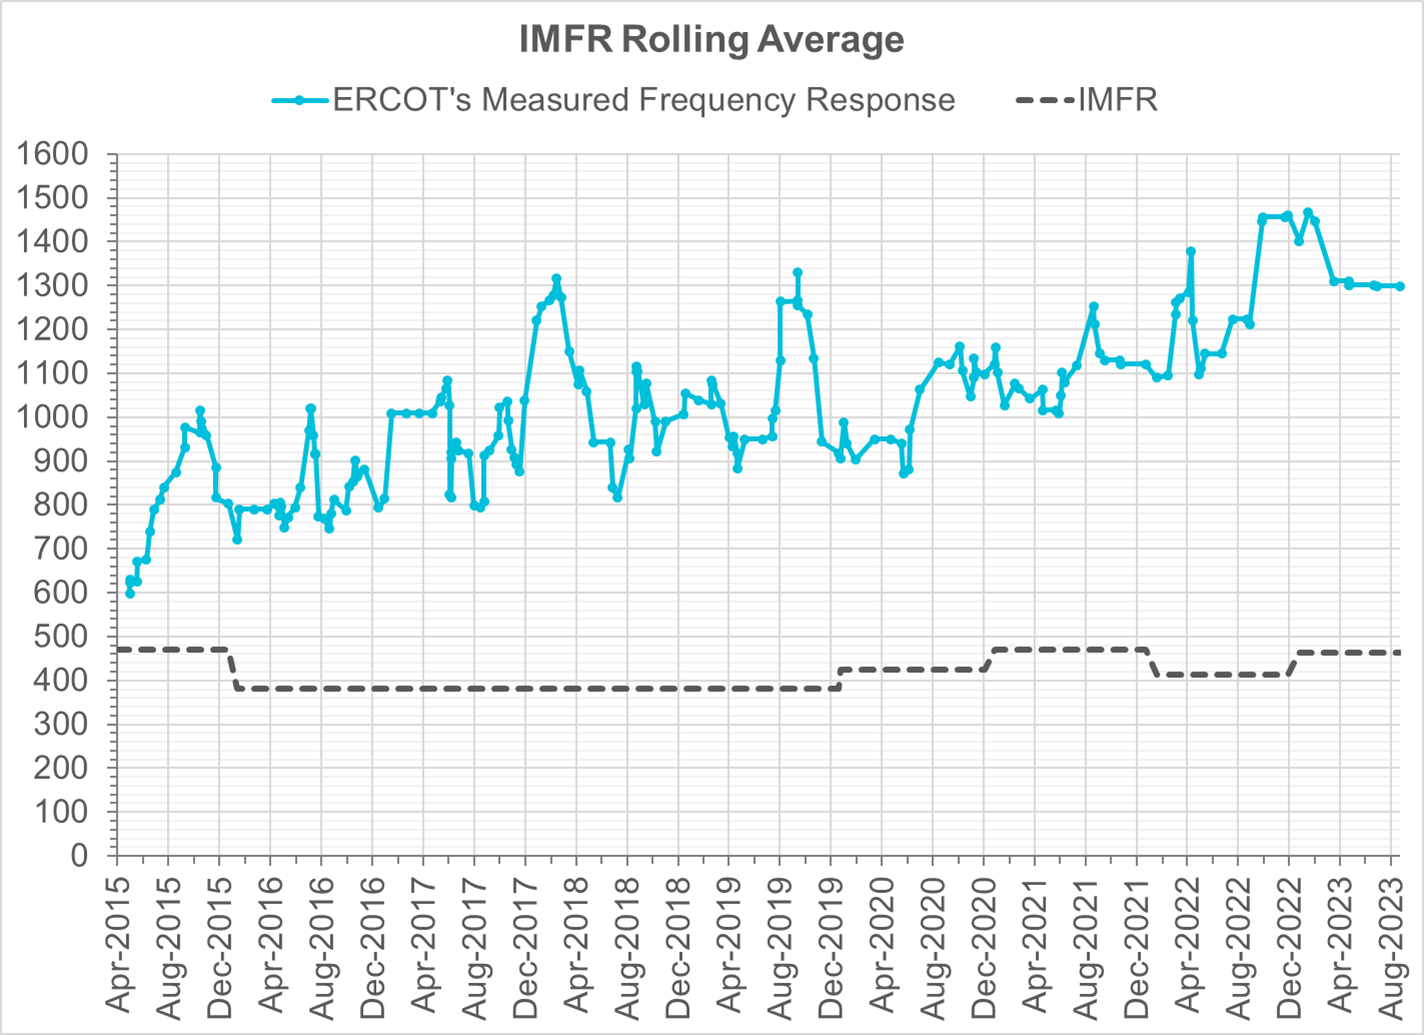 IMFR Rolling Average
ERCOT's Measured Frequency Response IMFR
1600
1500
1400
1300
1200
1100
1000
900
800
700
600
500
400
300
200
100
0
Apr-2015
Aug-2015
Dec-2015
Apr-2016
Aug-2016
Dec-2016
Apr-2017
Aug-2017
Dec-2017
Apr-2018
Aug-2018
Dec-2018
Apr-2019
Aug-2019
Dec-2019
Apr-2020
Aug-2020
Dec-2020
Apr-2021
Aug-2021
Dec-2021
Apr-2022
Aug-2022
Dec-2022
Apr-2023
Aug-2023